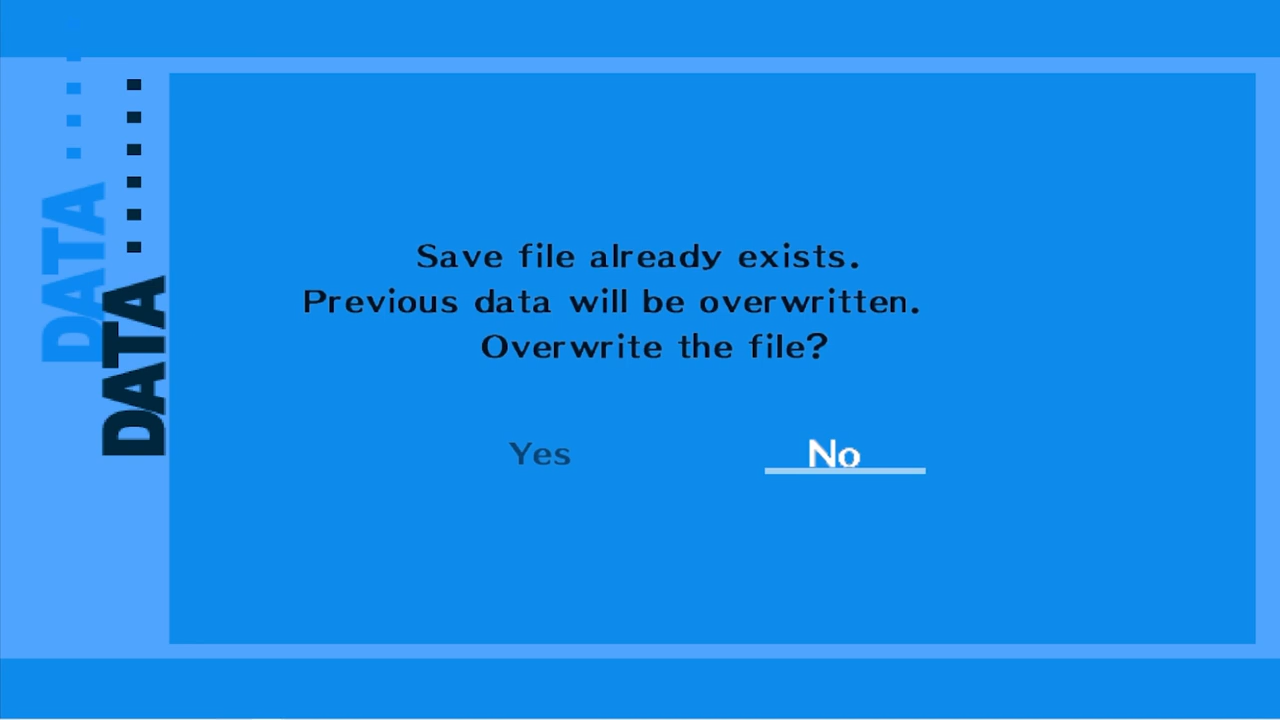 DATA
DATA
Save file already exists.
Previous data will be overwritten.
Overwrite the file?
Yes No